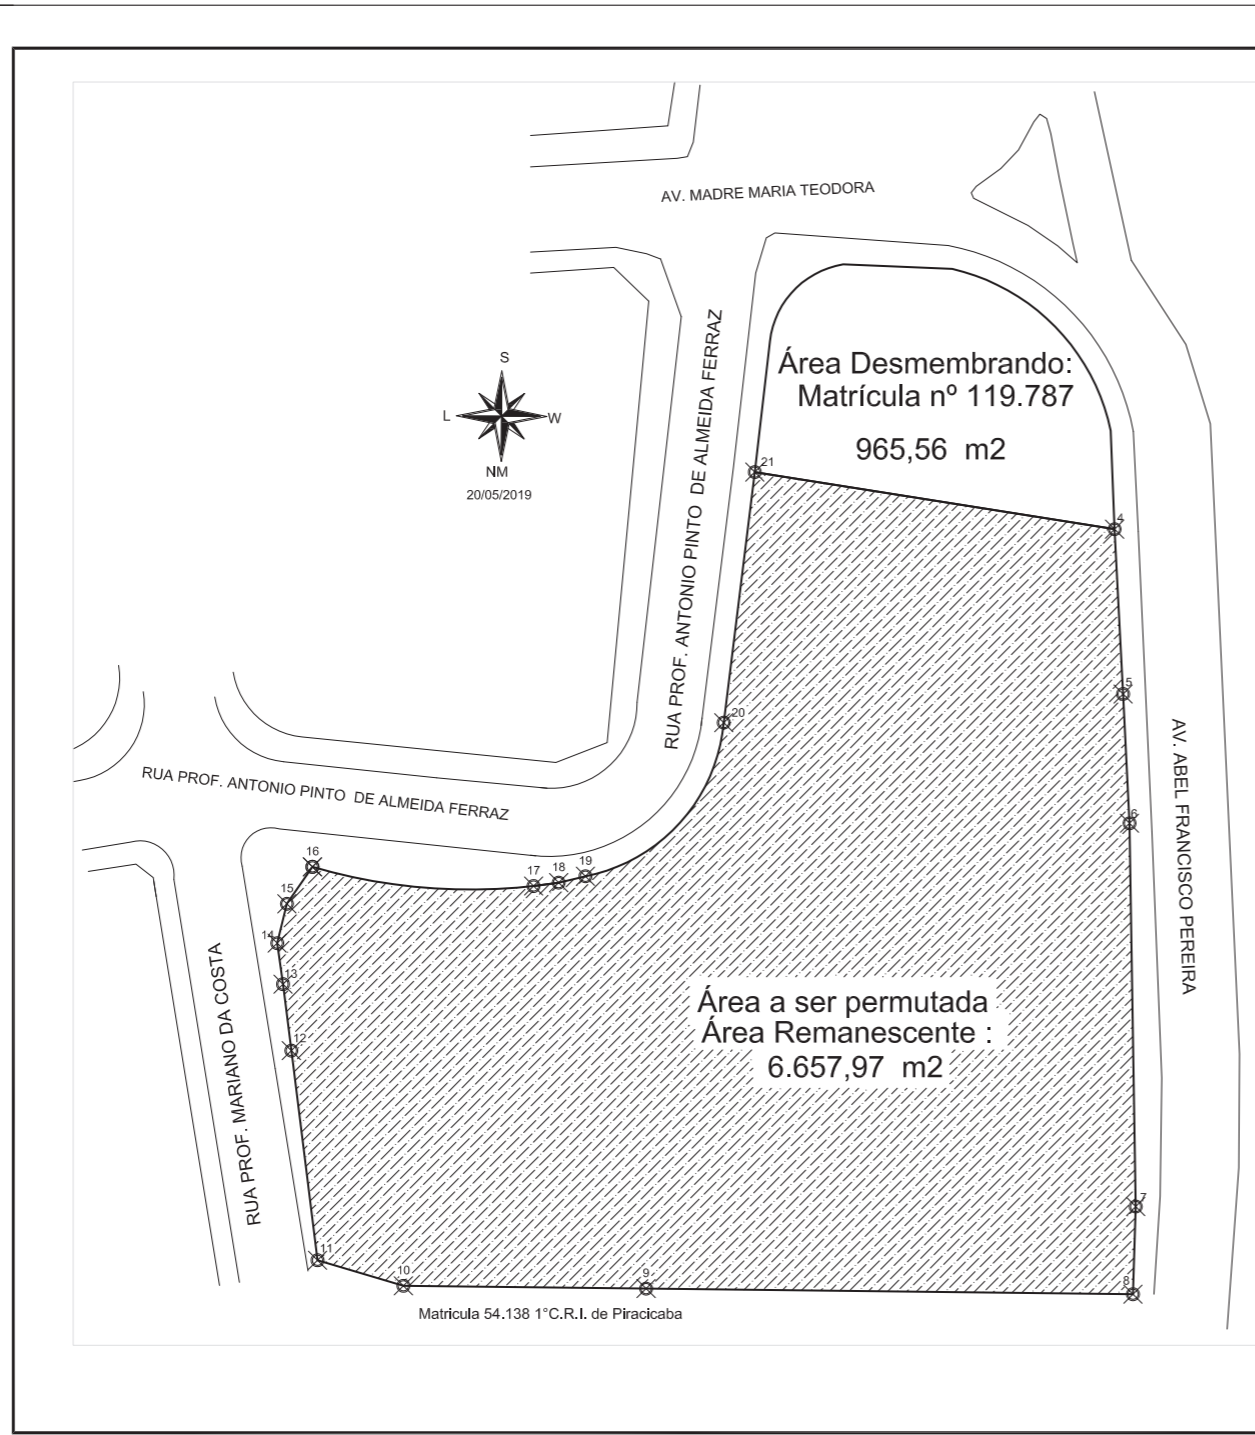 AV. MADRE MARIA TEODORA
RUA PROF. ANTONIO PINTO DE ALMEIDA FERRAZ
Área Desmembrando:
Matrícula nº 119.787
965,56 m2
S
L
W
NM
20/05/2019
21
4
5
20
6
AV. ABEL FRANCISCO PEREIRA
RUA PROF. ANTONIO PINTO DE ALMEIDA FERRAZ
16
17
18
19
15
14
13
12
RUA PROF. MARIANO DA COSTA
Área a ser permutada
Área Remanescente :
6.657,97 m2
7
11
10
9
8
Matricula 54.138 1°C.R.I. de Piracicaba